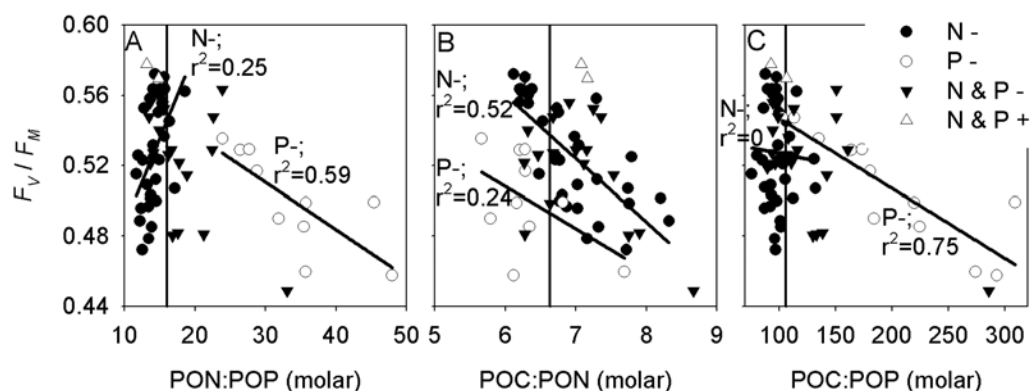 A
B
C
N-;
r²=0.25
P-;
r²=0.59
N-;
r²=0.52
P-;
r²=0.24
N-;
r²=0
P-;
r²=0.75
N -
P -
N & P -
N & P +
F_V / F_M
0.60
0.56
0.52
0.48
0.44
10 20 30 40 50
5 6 7 8 9
100 150 200 250 300
PON:POP (molar)
POC:PON (molar)
POC:POP (molar)